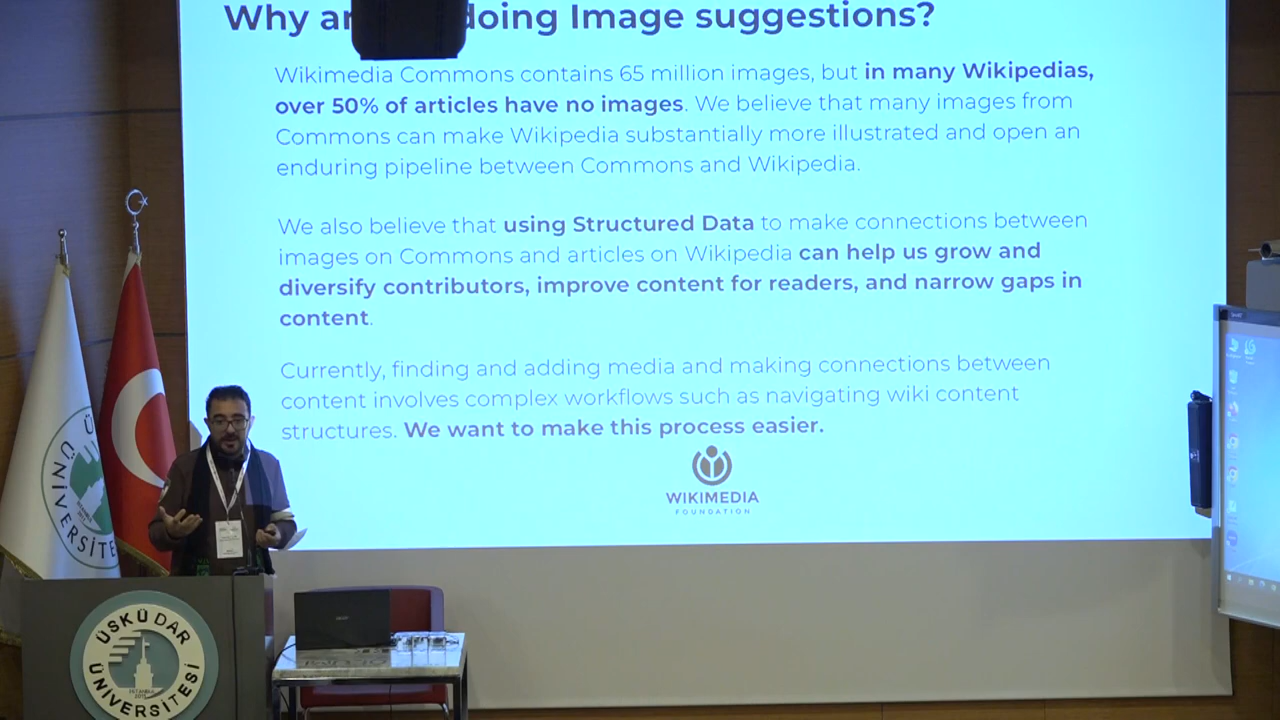 Why ar doing Image suggestions?
Wikimedia Commons contains 65 million images, but in many Wikipedias,
over 50% of articles have no images. We believe that many images from
Commons can make Wikipedia substantially more illustrated and open an
enduring pipeline between Commons and Wikipedia.
We also believe that using Structured Data to make connections between
images on Commons and articles on Wikipedia can help us grow and
diversify contributors, improve content for readers, and narrow gaps in
content.
Currently, finding and adding media and making connections between
content involves complex workflows such as navigating wiki content
structures. We want to make this process easier.
WIKIMEDIA
FOUNDATION
Ü
ÜNİVERSİTE
ÜSKÜDAR
ÜNİVERSİTESİ